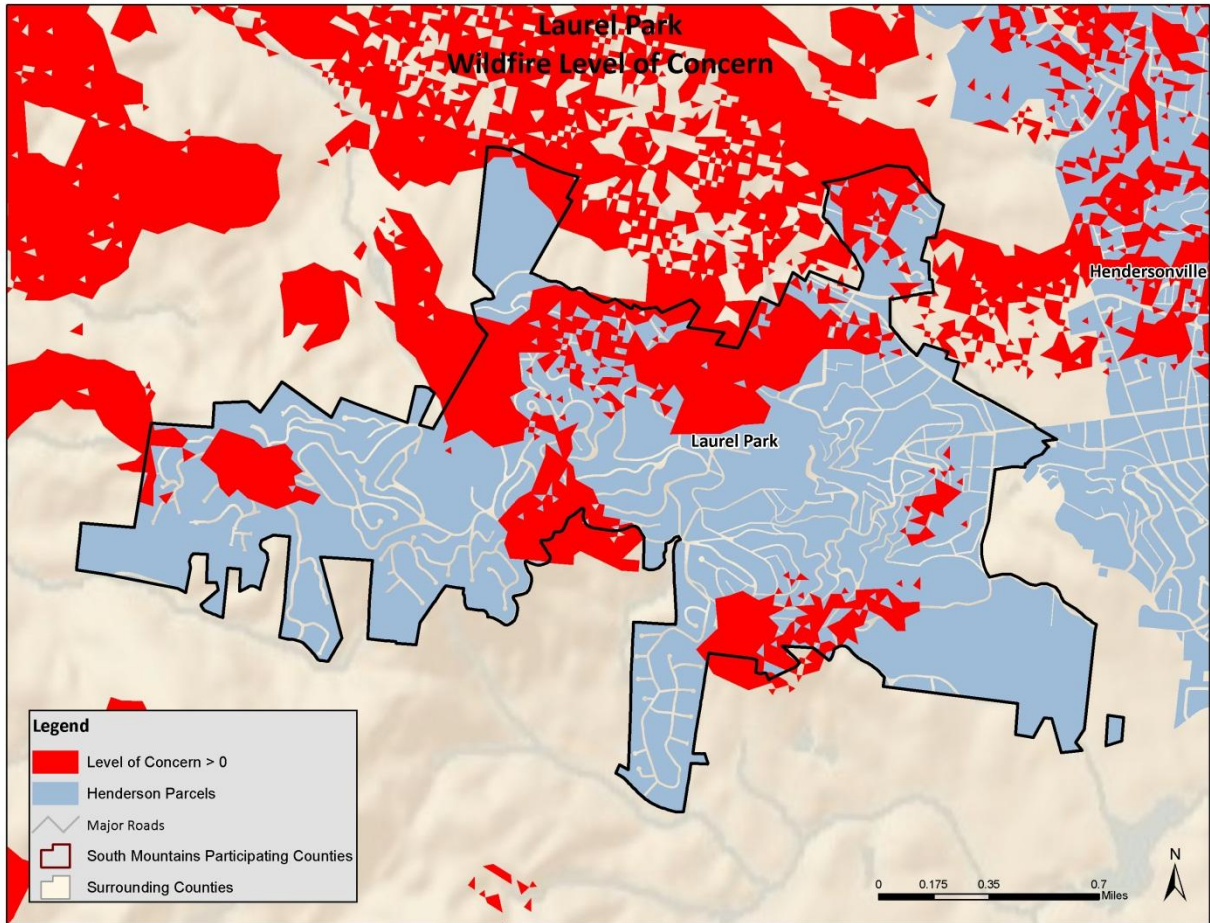 Laurel Park
Wildfire Level of Concern
Hendersonville
Laurel Park
Legend
Level of Concern > 0
Henderson Parcels
Major Roads
South Mountains Participating Counties
Surrounding Counties
N
0 0.175 0.35 0.7
Miles